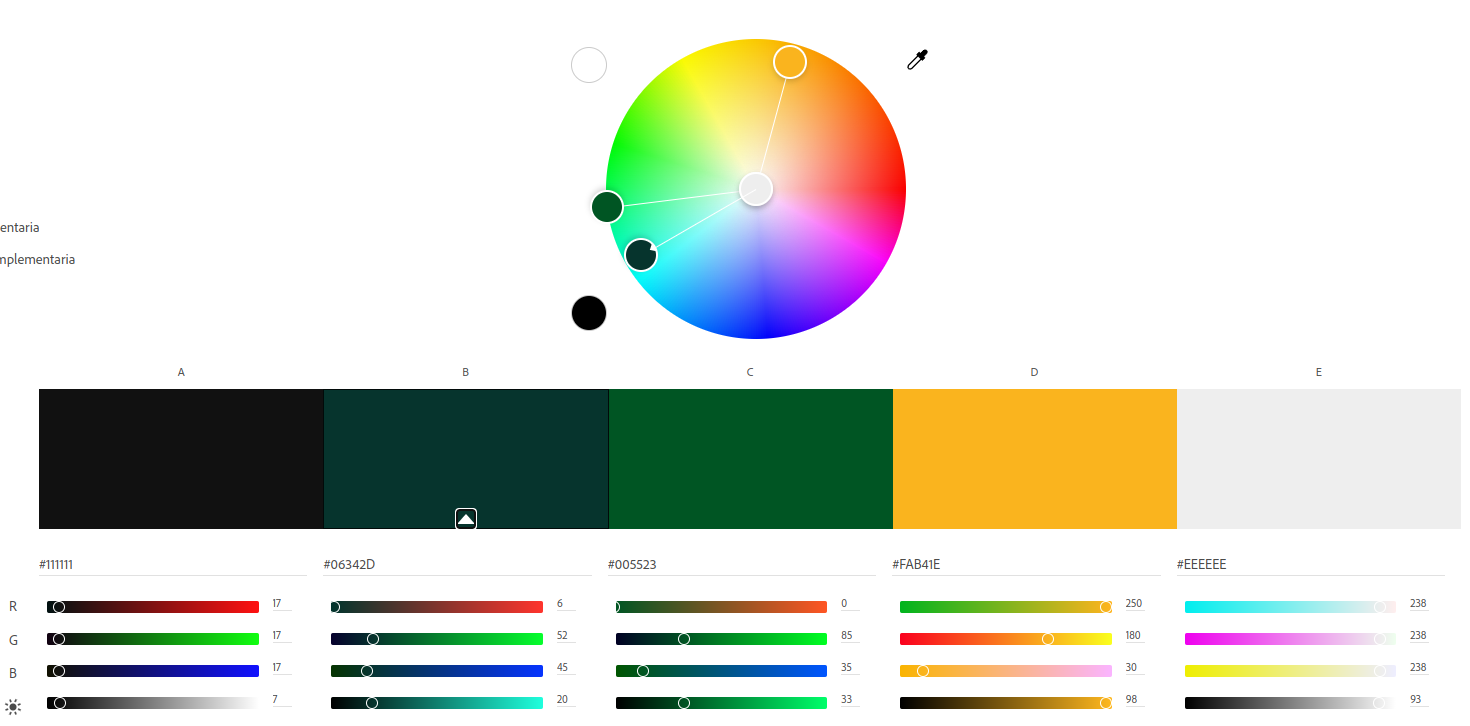 entaria
mplementaria
A B C D E
#111111 #06342D #005523 #FAB41E #EEEEEE
R 17 6 0 250 238
G 17 52 85 180 238
B 17 45 35 30 238
7 20 33 98 93